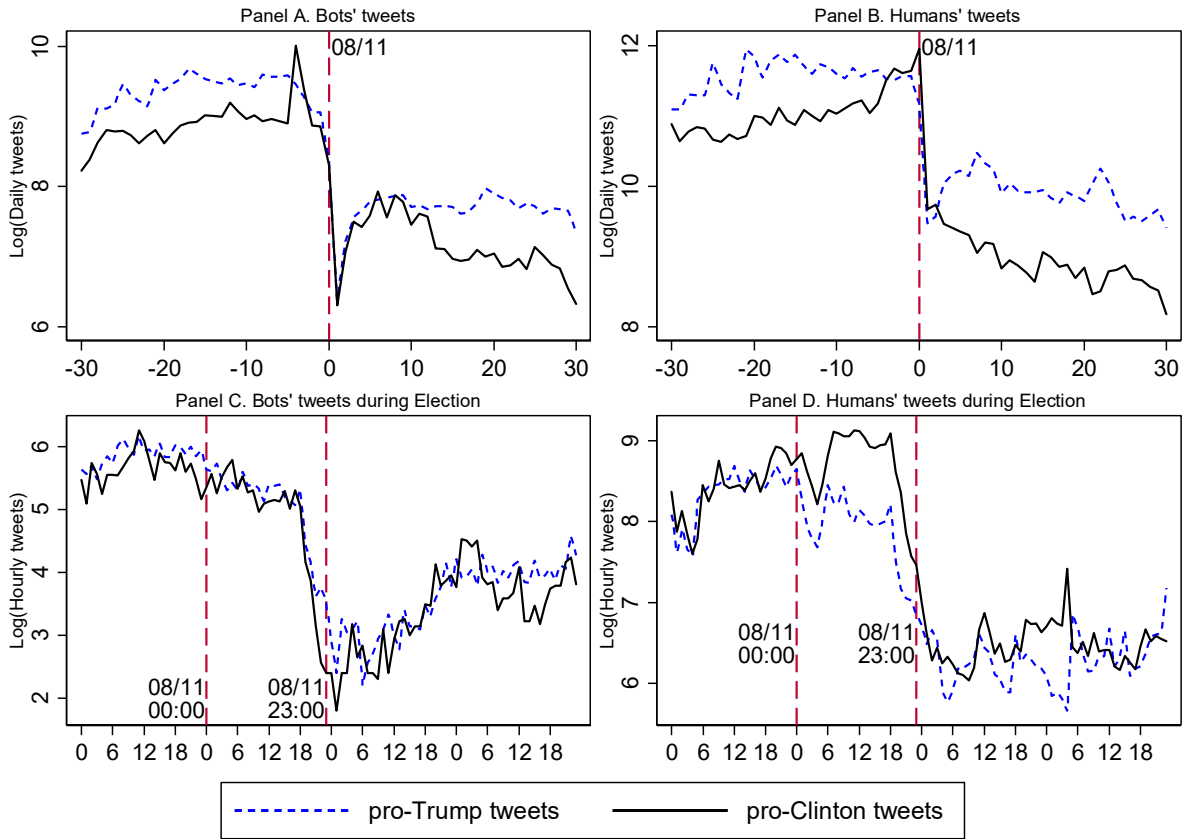 Panel A. Bots' tweets
Log(Daily tweets)
10
8
6
08/11
-30 -20 -10 0 10 20 30
Panel B. Humans' tweets
Log(Daily tweets)
12
10
8
08/11
-30 -20 -10 0 10 20 30
Panel C. Bots' tweets during Election
Log(Hourly tweets)
6
5
4
3
2
08/11
00:00
08/11
23:00
0 6 12 18 0 6 12 18 0 6 12 18 0 6 12 18
Panel D. Humans' tweets during Election
Log(Hourly tweets)
9
8
7
6
08/11
00:00
08/11
23:00
0 6 12 18 0 6 12 18 0 6 12 18 0 6 12 18
pro-Trump tweets
pro-Clinton tweets